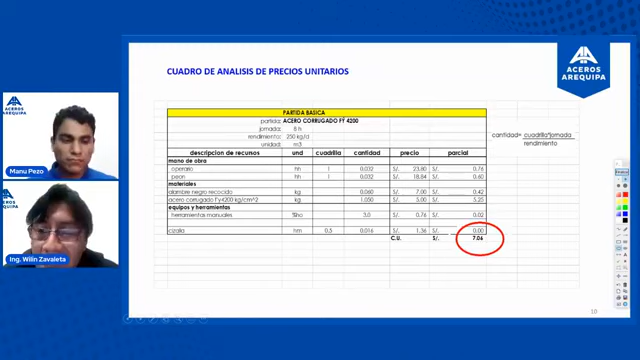 CUADRO DE ANALISIS DE PRECIOS UNITARIOS
ACEROS
AREQUIPA
PARTIDA BASICA
partida: ACERO CORRUGADO FÝ 4200
jornada: 8 h
rendimiento: 250 kg/d
unidad: m3
descripcion de recursos und cuadrilla cantidad precio parcial
mano de obra
operario hh 1 0.032 S/. 23,80 S/. 0.76
peon hh 1 0.032 S/. 18,84 S/. 0.60
materiales
alambre negro recocido kg 0.060 S/. 7,00 S/. 0.42
acero corrugado Fy4200 kg/cm^2 kg 1,050 S/. 5,00 S/. 5,25
equipos y herramientas
herramientas manuales %ho 3,0 S/. 0,76 S/. 0.02
cizalla hm 0,5 0.016 S/. 1,36 S/. 0.00
C.U. S/. 7.06
cantidad= cuadrilla*jornada
rendimiento
Manu Pezo
Ing. Wilin Zavaleta
10